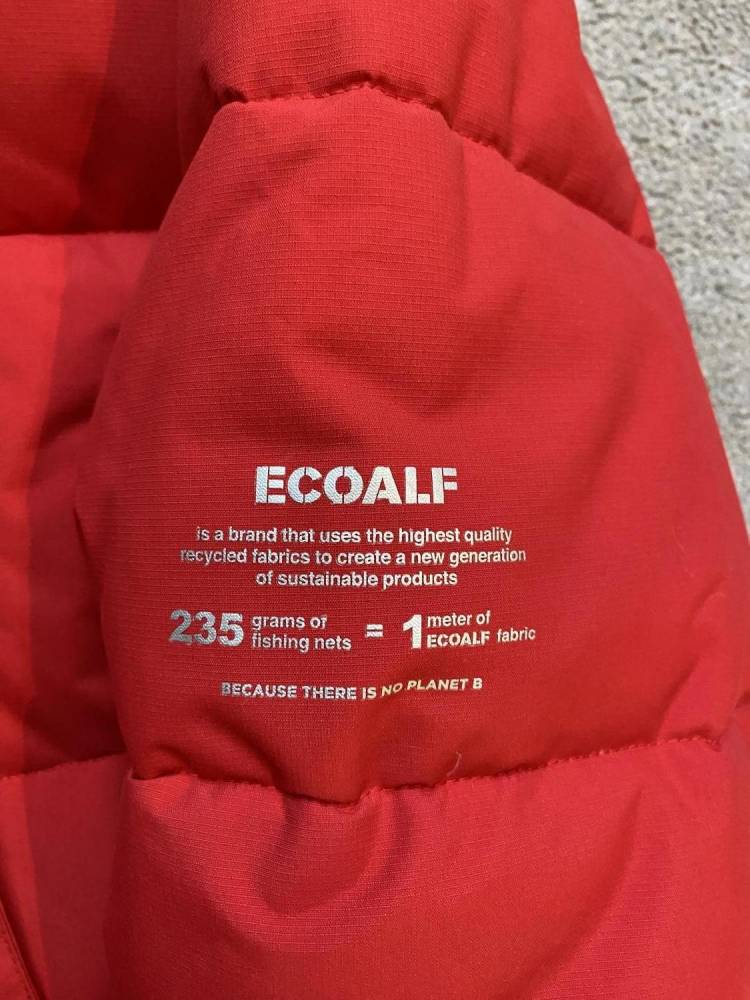 ECOALF
is a brand that uses the highest quality
recycled fabrics to create a new generation
of sustainable products
235 grams of fishing nets = 1 meter of ECOALF fabric
BECAUSE THERE IS NO PLANET B